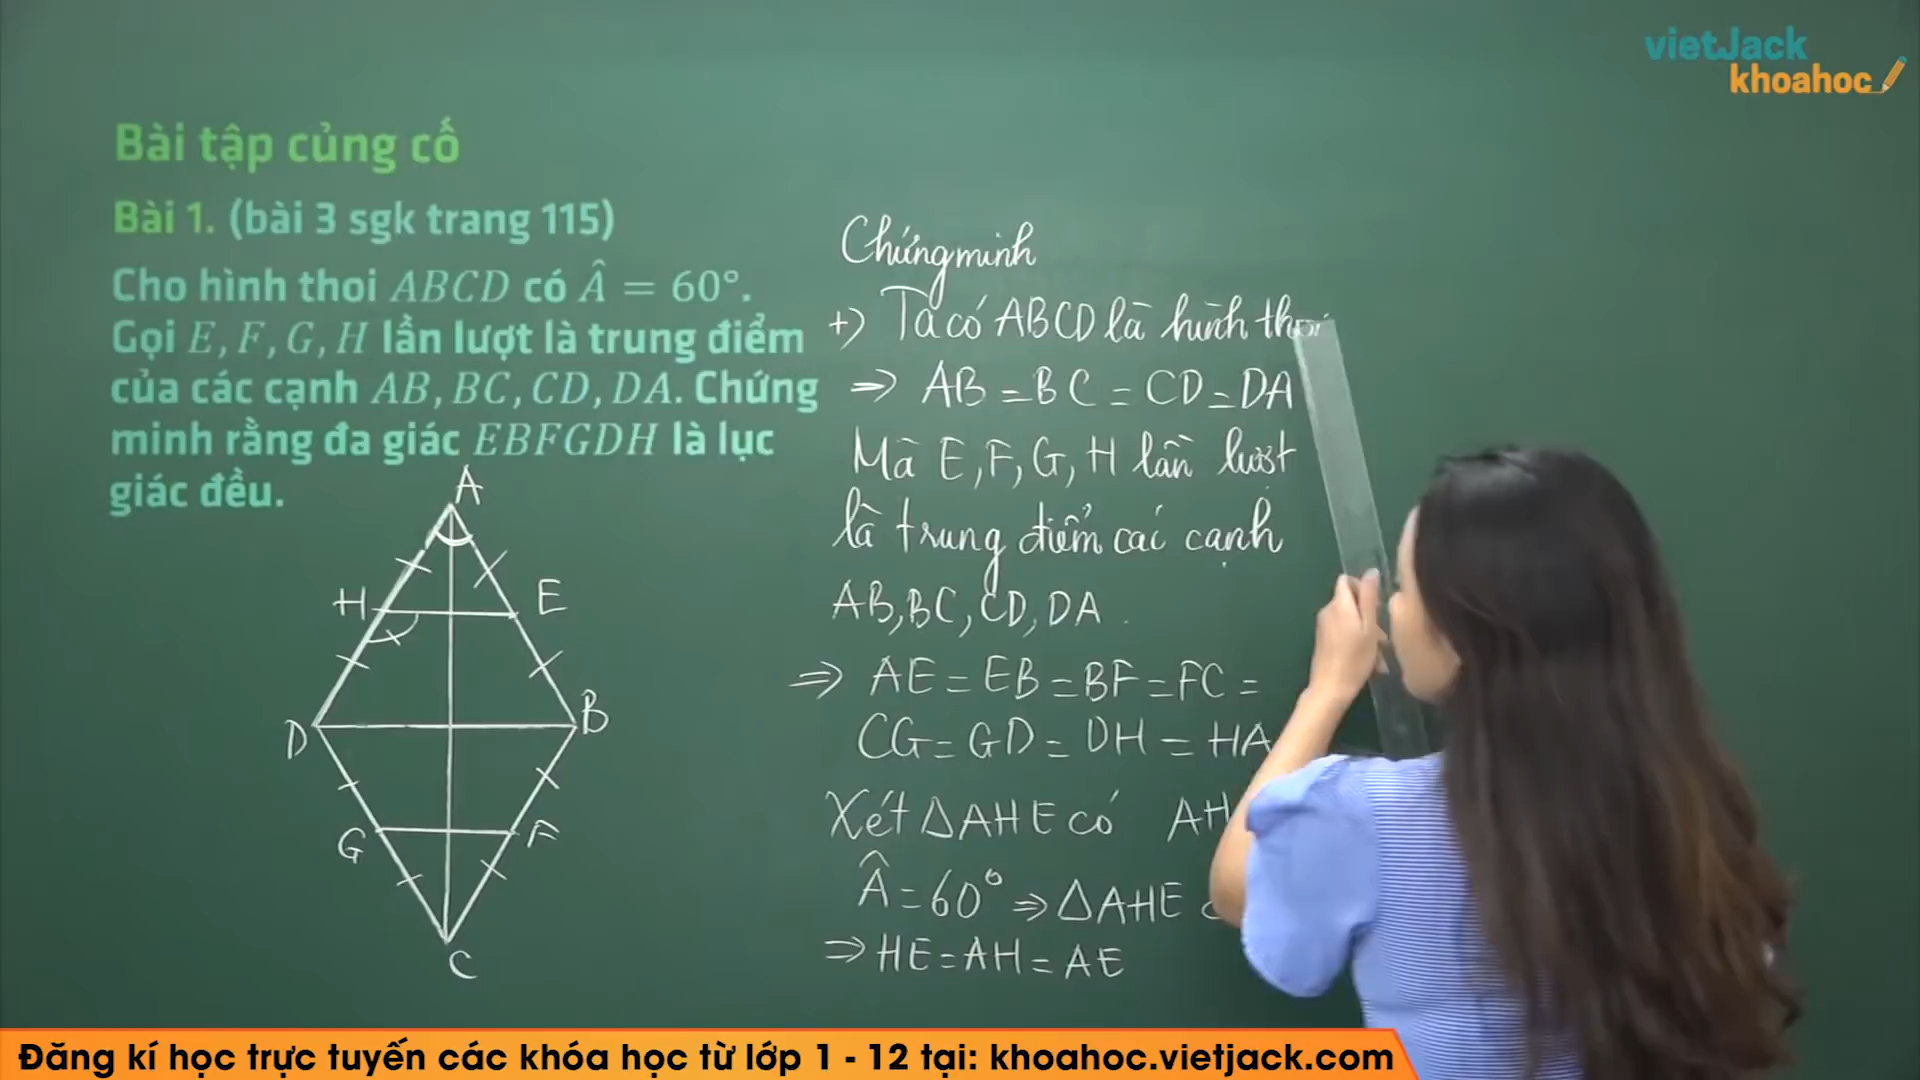 vietJack
khoahoc
Bài tập củng cố
Bài 1. (bài 3 sgk trang 115)
Cho hình thoi ABCD có Â = 60°.
Gọi E, F, G, H lần lượt là trung điểm
của các cạnh AB, BC, CD, DA. Chứng
minh rằng đa giác EBFGDH là lục
giác đều.
A
H
E
D
B
G
F
C
Chứng minh
+) Ta có ABCD là hình thoi
=> AB = BC = CD = DA
Mà E, F, G, H lần lượt
là trung điểm các cạnh
AB, BC, CD, DA.
=> AE = EB = BF = FC =
CG = GD = DH = HA
Xét △AHE có AH
Â = 60° => △AHE
=> HE = AH = AE
Đăng kí học trực tuyến các khóa học từ lớp 1 - 12 tại: khoahoc.vietjack.com